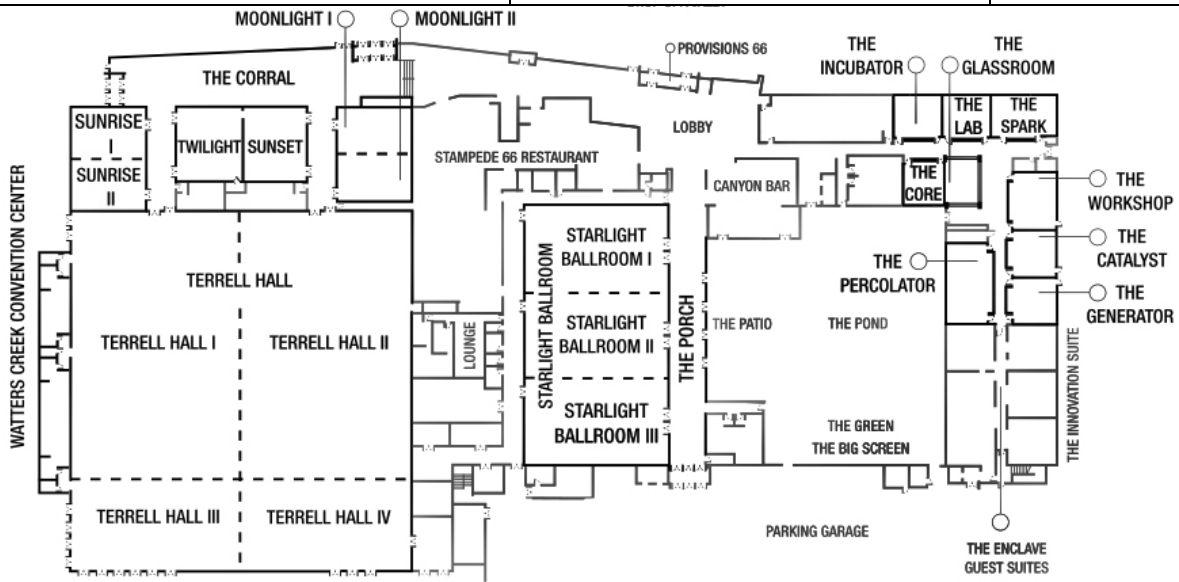 MOONLIGHT I
MOONLIGHT II
PROVISIONS 66
THE
INCUBATOR
THE
GLASSROOM
THE CORRAL
SUNRISE
I
SUNRISE
II
TWILIGHT
SUNSET
STAMPEDE 66 RESTAURANT
LOBBY
THE
LAB
THE
SPARK
CANYON BAR
THE
CORE
THE
WORKSHOP
THE
CATALYST
THE
PERCOLATOR
THE
GENERATOR
WATTERS CREEK CONVENTION CENTER
TERRELL HALL
TERRELL HALL I
TERRELL HALL II
TERRELL HALL III
TERRELL HALL IV
LOUNGE
STARLIGHT BALLROOM
STARLIGHT
BALLROOM I
STARLIGHT
BALLROOM II
STARLIGHT
BALLROOM III
THE PORCH
THE PATIO
THE POND
THE GREEN
THE BIG SCREEN
THE INNOVATION SUITE
PARKING GARAGE
THE ENCLAVE
GUEST SUITES